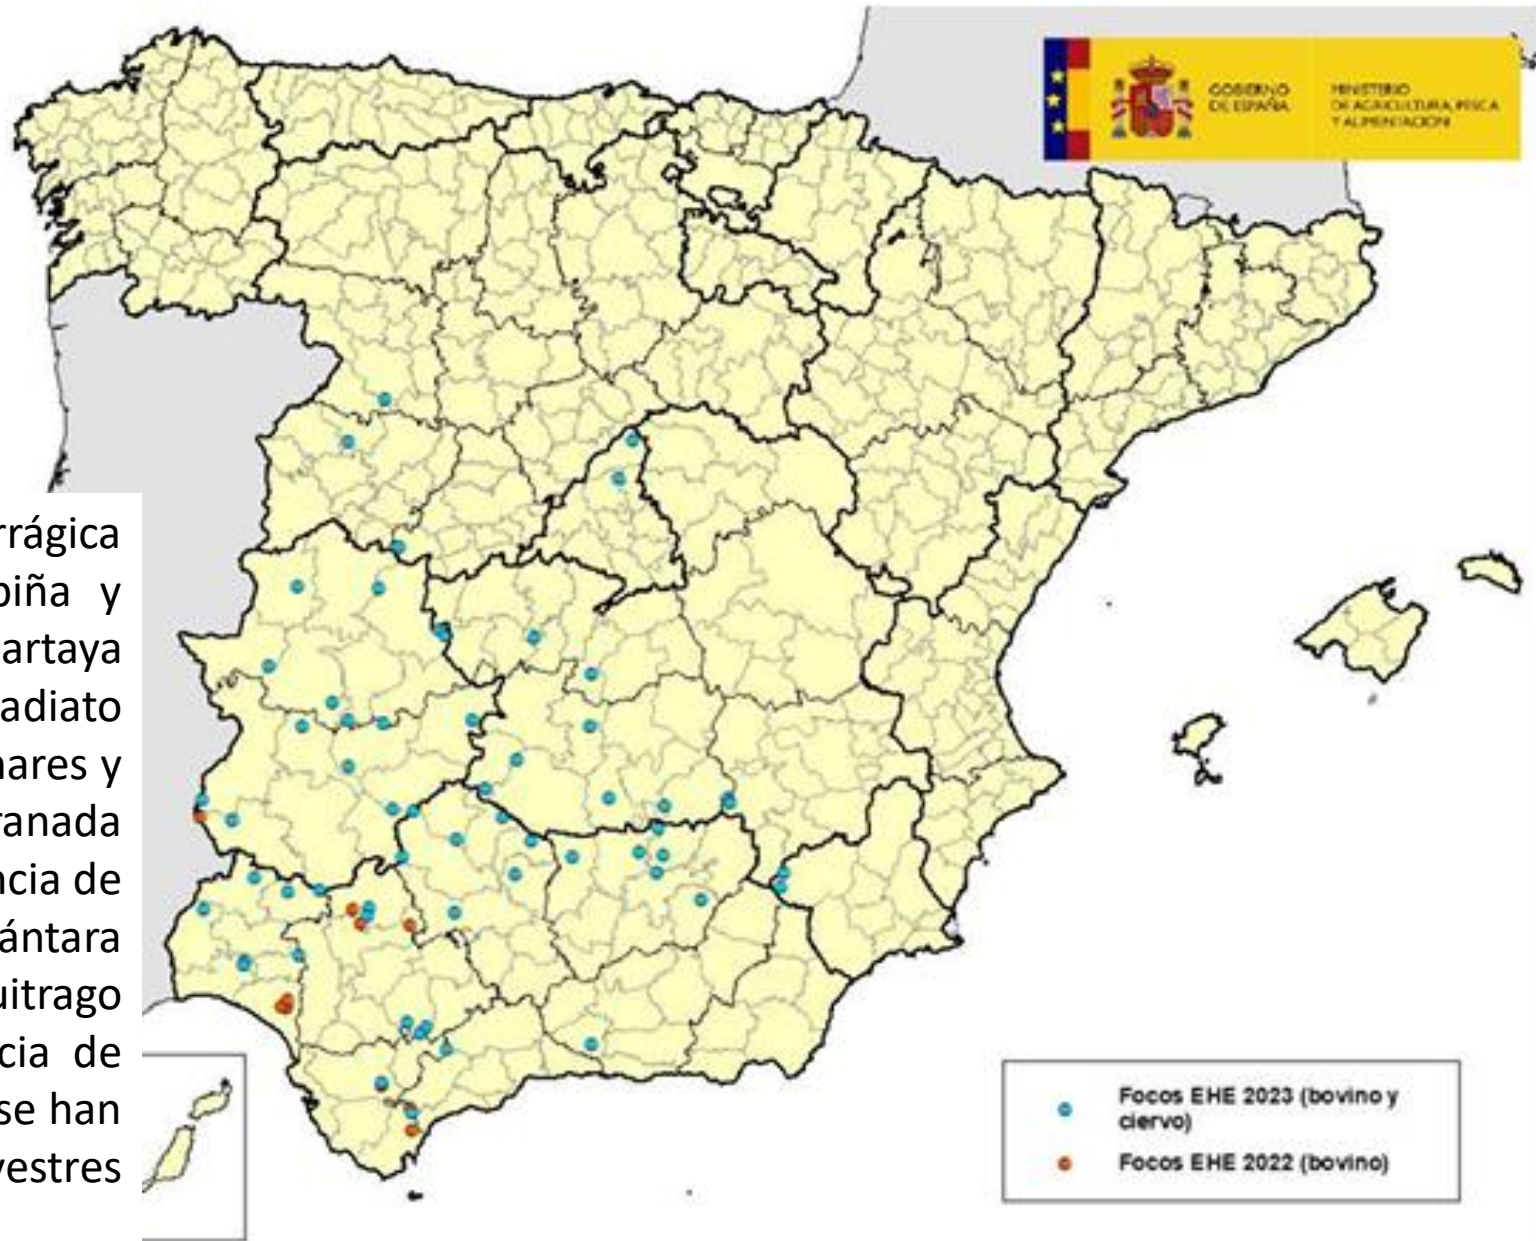 GOBIERNO
DE ESPAÑA
MINISTERIO
DE AGRICULTURA, PESCA
Y ALIMENTACIÓN
rrágica
piña y
artaya
adiato
nares y
ranada
ncia de
ántara
uitrago
cia de
se han
vestres
Focos EHE 2023 (bovino y
ciervo)
Focos EHE 2022 (bovino)